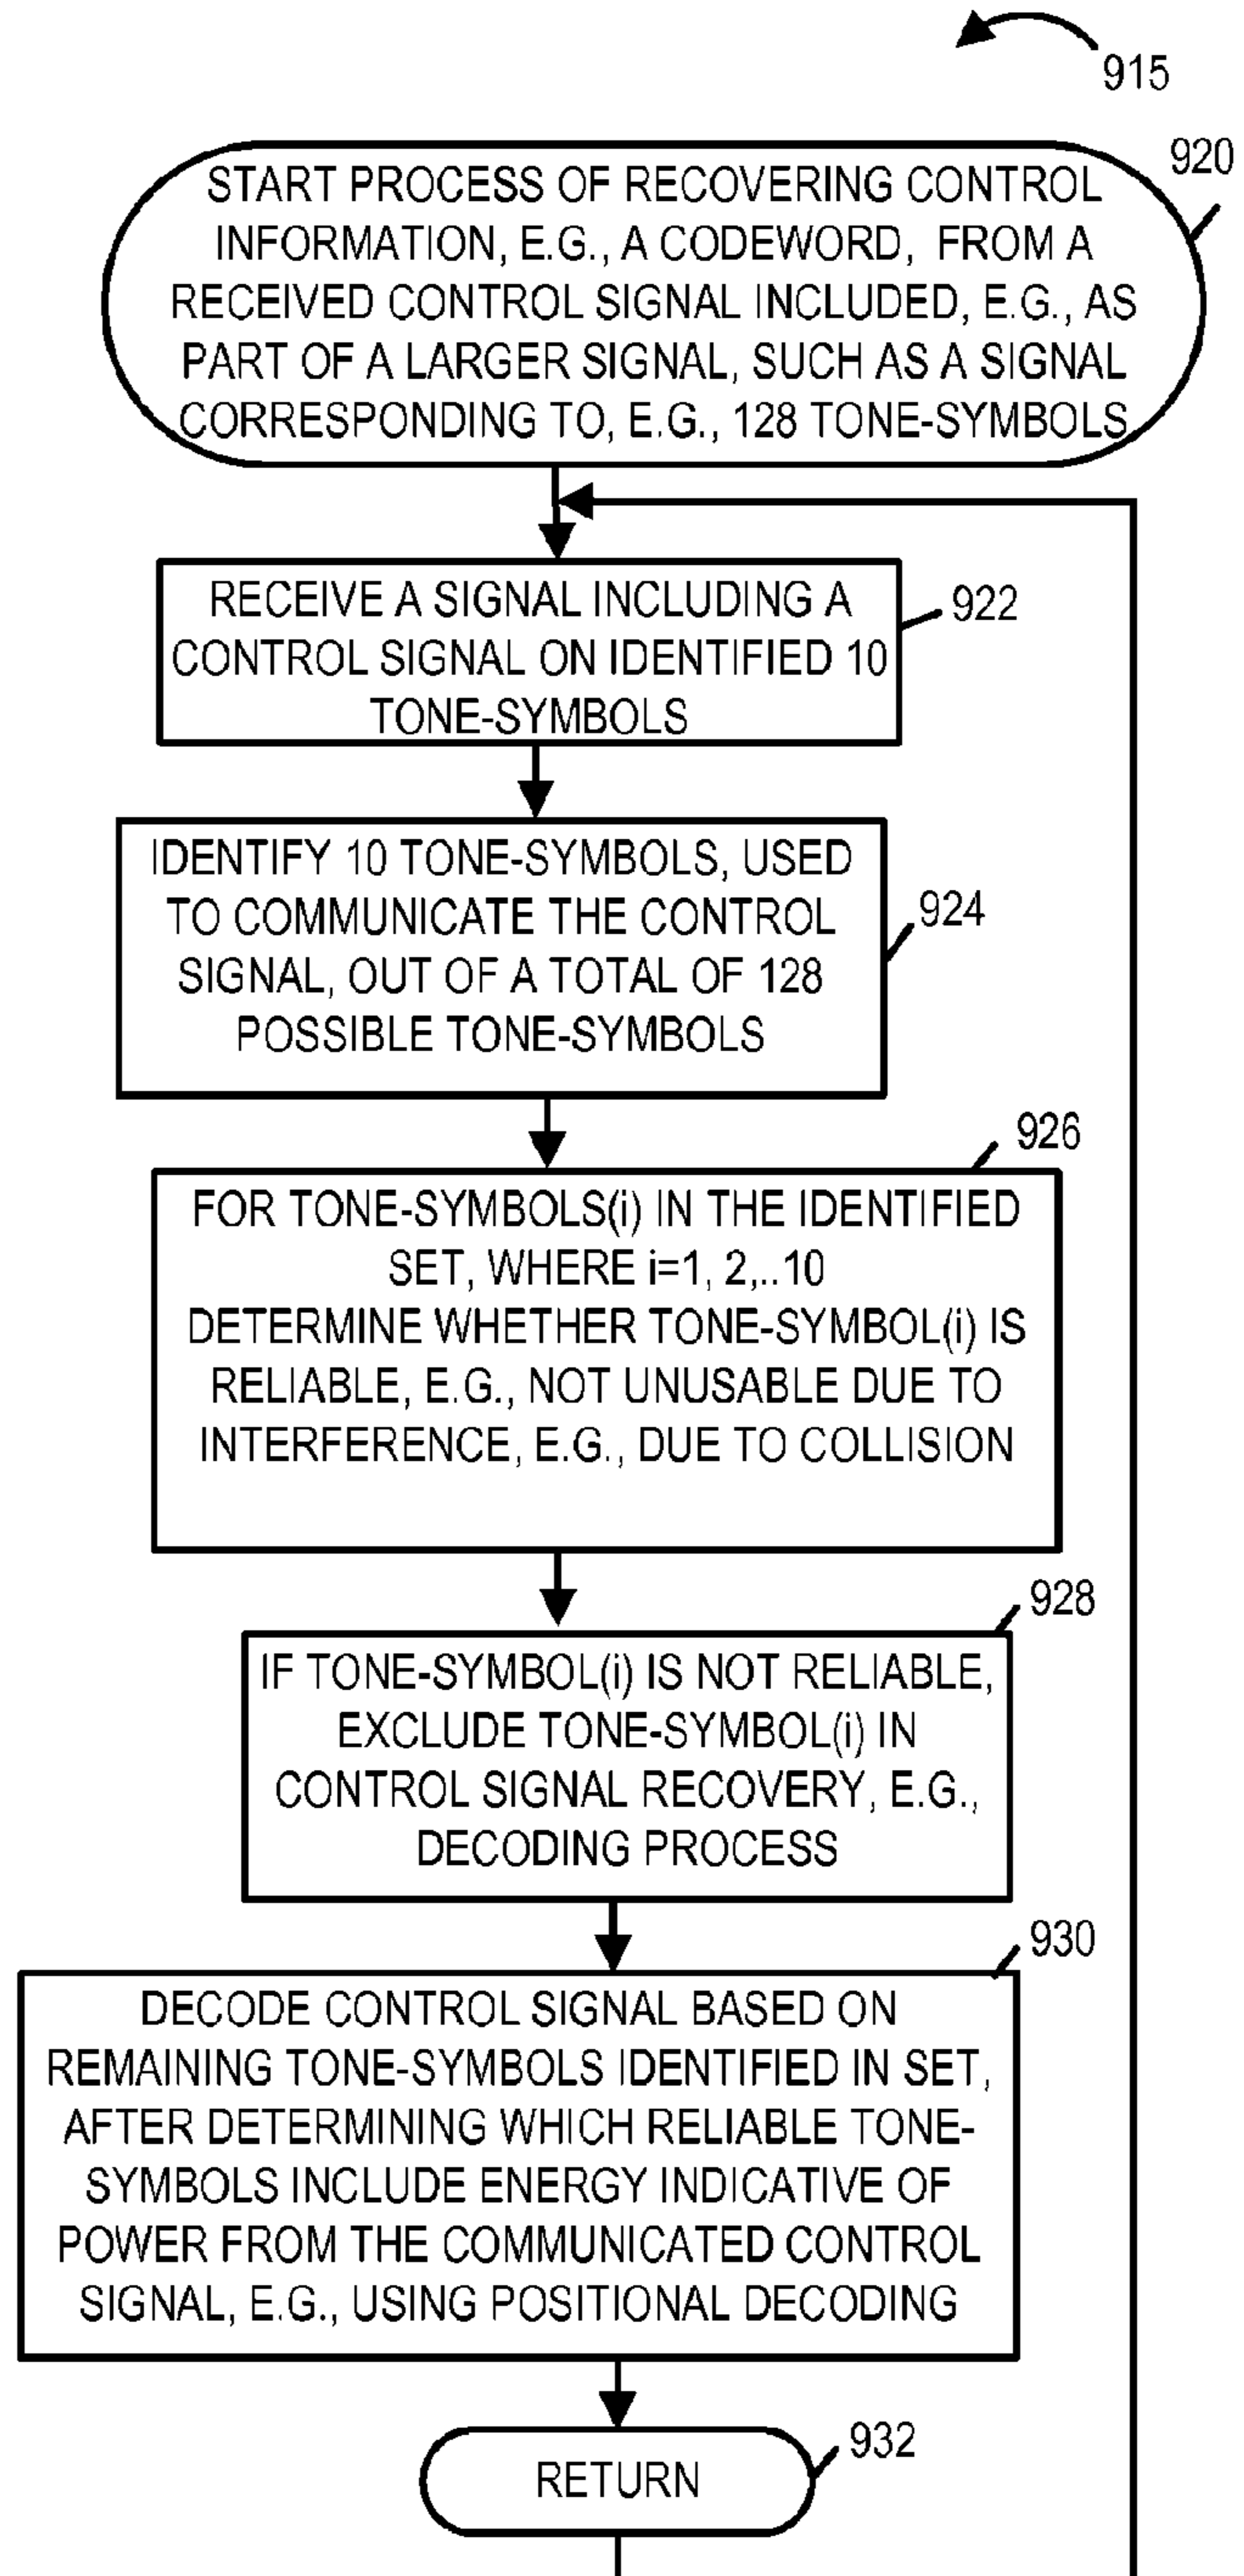 915
920
START PROCESS OF RECOVERING CONTROL
INFORMATION, E.G., A CODEWORD, FROM A
RECEIVED CONTROL SIGNAL INCLUDED, E.G., AS
PART OF A LARGER SIGNAL, SUCH AS A SIGNAL
CORRESPONDING TO, E.G., 128 TONE-SYMBOLS
922
RECEIVE A SIGNAL INCLUDING A
CONTROL SIGNAL ON IDENTIFIED 10
TONE-SYMBOLS
924
IDENTIFY 10 TONE-SYMBOLS, USED
TO COMMUNICATE THE CONTROL
SIGNAL, OUT OF A TOTAL OF 128
POSSIBLE TONE-SYMBOLS
926
FOR TONE-SYMBOLS(i) IN THE IDENTIFIED
SET, WHERE i=1, 2,..10
DETERMINE WHETHER TONE-SYMBOL(i) IS
RELIABLE, E.G., NOT UNUSABLE DUE TO
INTERFERENCE, E.G., DUE TO COLLISION
928
IF TONE-SYMBOL(i) IS NOT RELIABLE,
EXCLUDE TONE-SYMBOL(i) IN
CONTROL SIGNAL RECOVERY, E.G.,
DECODING PROCESS
930
DECODE CONTROL SIGNAL BASED ON
REMAINING TONE-SYMBOLS IDENTIFIED IN SET,
AFTER DETERMINING WHICH RELIABLE TONE-
SYMBOLS INCLUDE ENERGY INDICATIVE OF
POWER FROM THE COMMUNICATED CONTROL
SIGNAL, E.G., USING POSITIONAL DECODING
932
RETURN